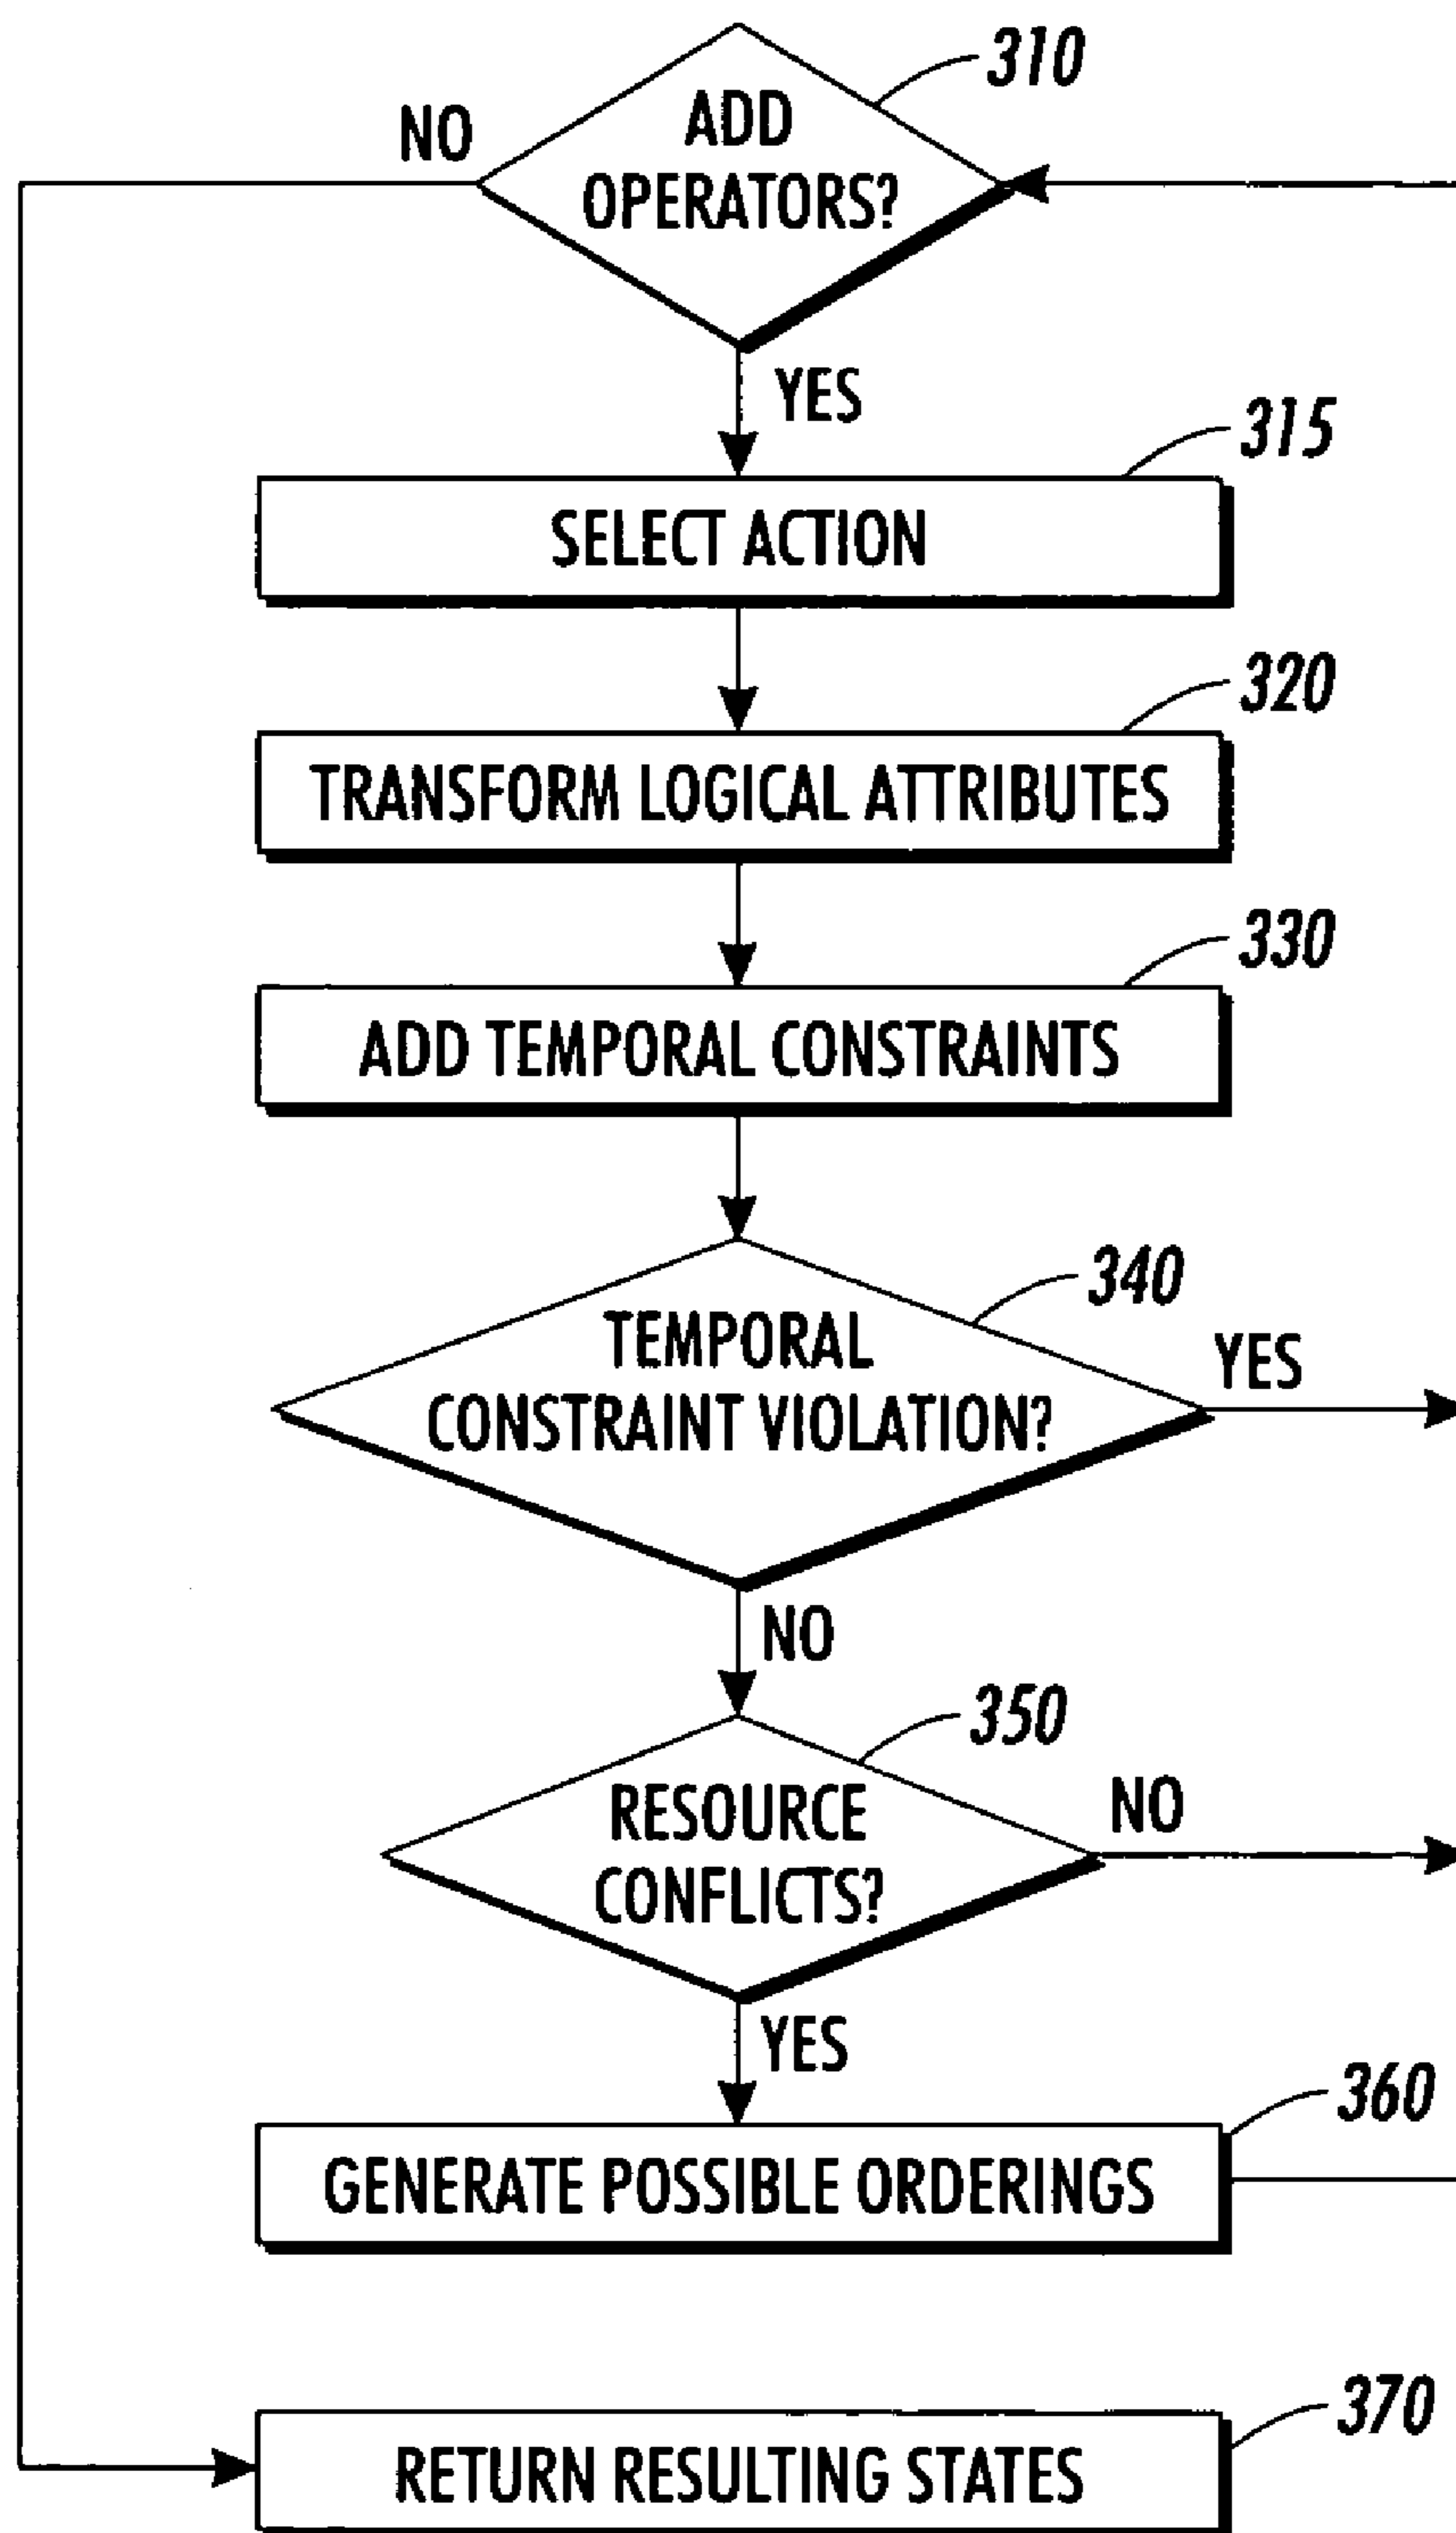 310
NO
ADD
OPERATORS?
YES
315
SELECT ACTION
320
TRANSFORM LOGICAL ATTRIBUTES
330
ADD TEMPORAL CONSTRAINTS
340
TEMPORAL
CONSTRAINT VIOLATION?
YES
NO
350
RESOURCE
CONFLICTS?
NO
YES
360
GENERATE POSSIBLE ORDERINGS
370
RETURN RESULTING STATES